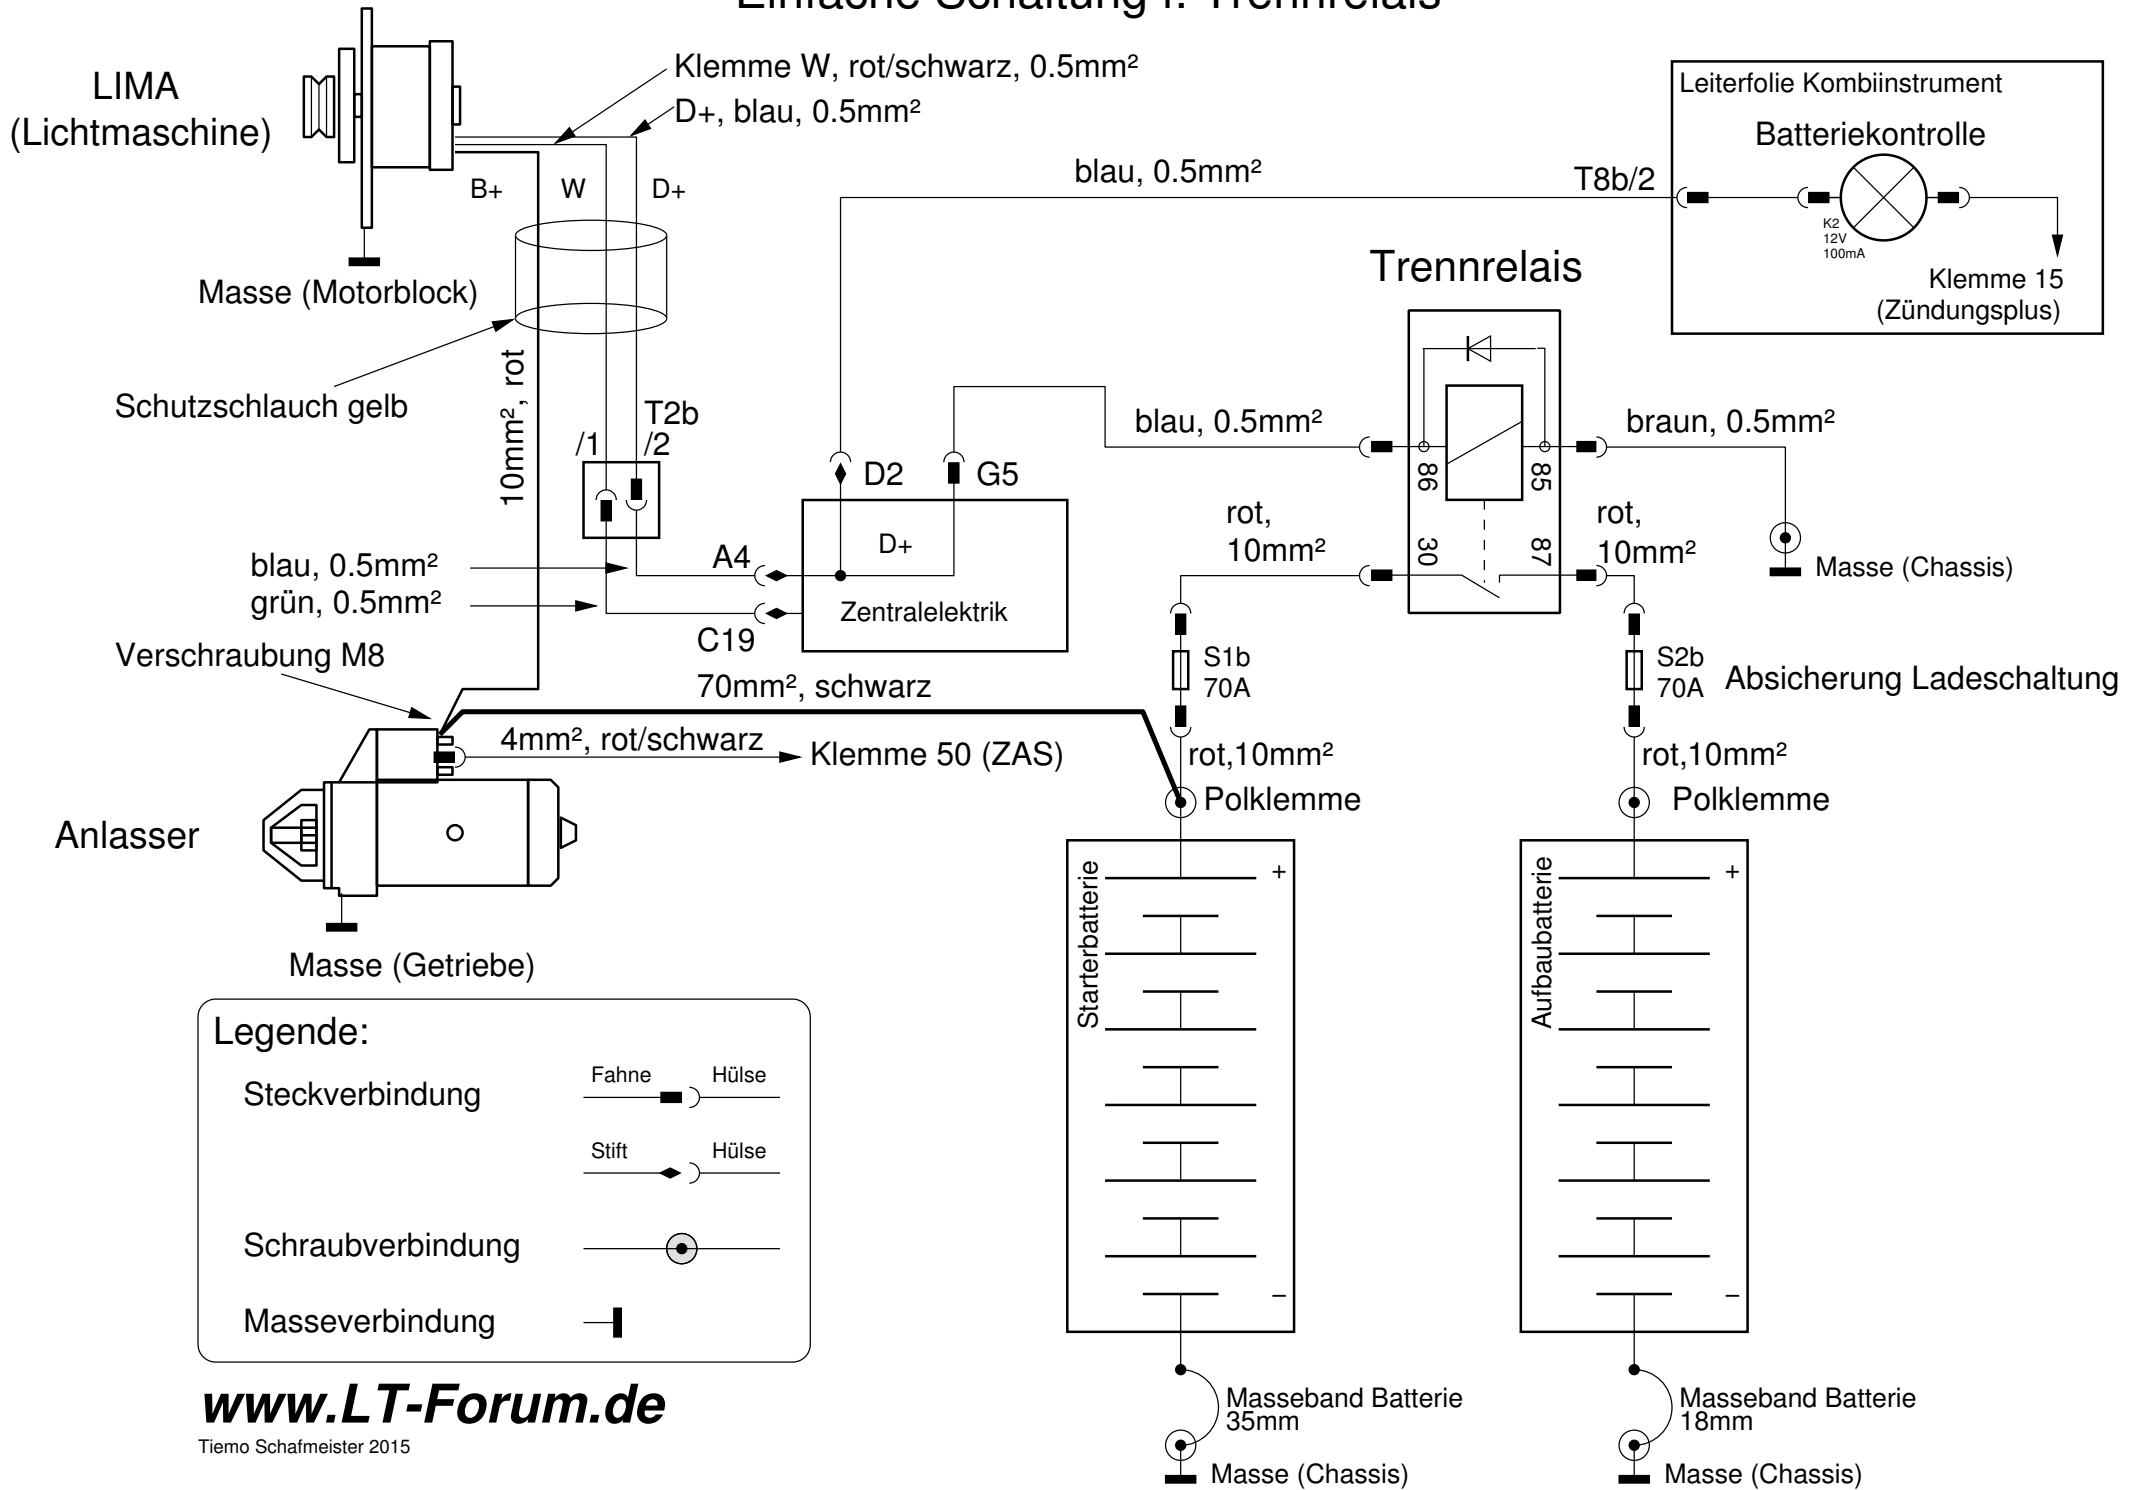 Einfache Schaltung f. Trennrelais
LIMA
(Lichtmaschine)
Klemme W, rot/schwarz, 0.5mm²
D+, blau, 0.5mm²
B+
W
D+
Masse (Motorblock)
Schutzschlauch gelb
10mm², rot
T2b
/1
/2
blau, 0.5mm²
grün, 0.5mm²
Verschraubung M8
A4
C19
D2
G5
D+
Zentralelektrik
blau, 0.5mm²
T8b/2
Leiterfolie Kombiinstrument
Batteriekontrolle
K2
12V
100mA
Klemme 15
(Zündungsplus)
Trennrelais
blau, 0.5mm²
86
85
30
87
braun, 0.5mm²
Masse (Chassis)
rot,
10mm²
rot,
10mm²
S1b
70A
S2b
70A
Absicherung Ladeschaltung
70mm², schwarz
4mm², rot/schwarz
Klemme 50 (ZAS)
rot,10mm²
Polklemme
rot,10mm²
Polklemme
Anlasser
Masse (Getriebe)
Starterbatterie
+
–
Aufbaubatterie
+
–
Masseband Batterie
35mm
Masse (Chassis)
Masseband Batterie
18mm
Masse (Chassis)
Legende:
Steckverbindung
Fahne
Hülse
Stift
Hülse
Schraubverbindung
Masseverbindung
www.LT-Forum.de
Tiemo Schafmeister 2015